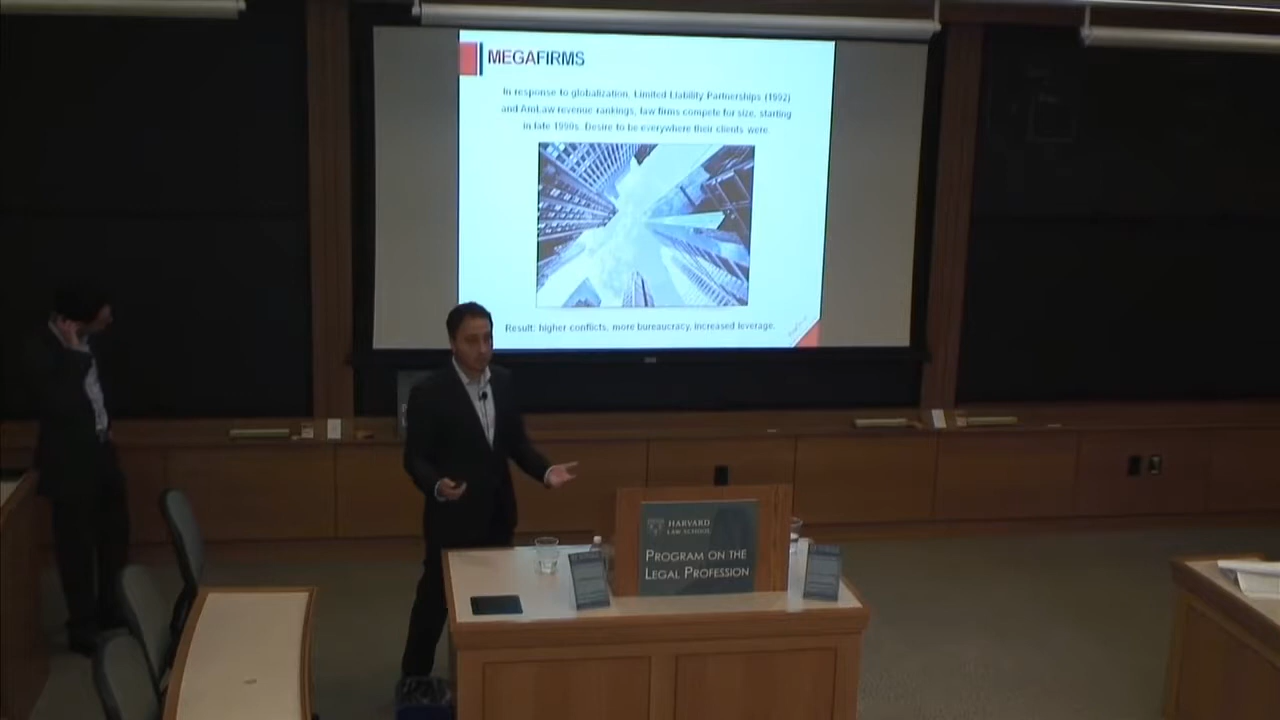 MEGAFIRMS
In response to globalization, Limited Liability Partnerships (1992)
and AmLaw revenue rankings, law firms compete for size, starting
in late 1990s. Desire to be everywhere their clients were.
Result: higher conflicts, more bureaucracy, increased leverage.
HARVARD
LAW SCHOOL
PROGRAM ON THE
LEGAL PROFESSION